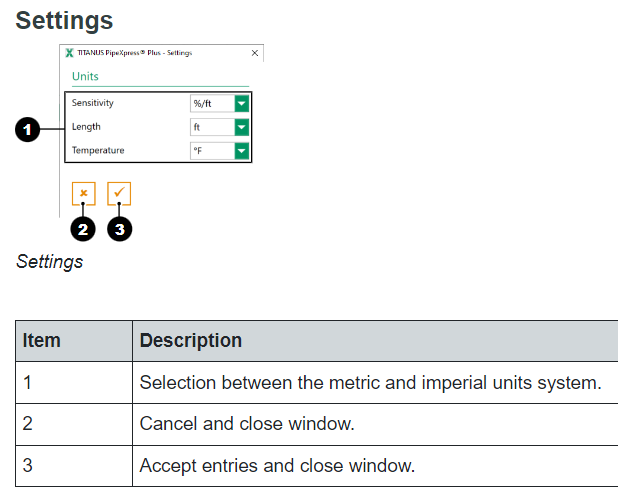 Settings
TITANUS PipeXpress® Plus - Settings
Units
Sensitivity %/ft
Length ft
Temperature °F
1
2 3
Settings
Item Description
1 Selection between the metric and imperial units system.
2 Cancel and close window.
3 Accept entries and close window.